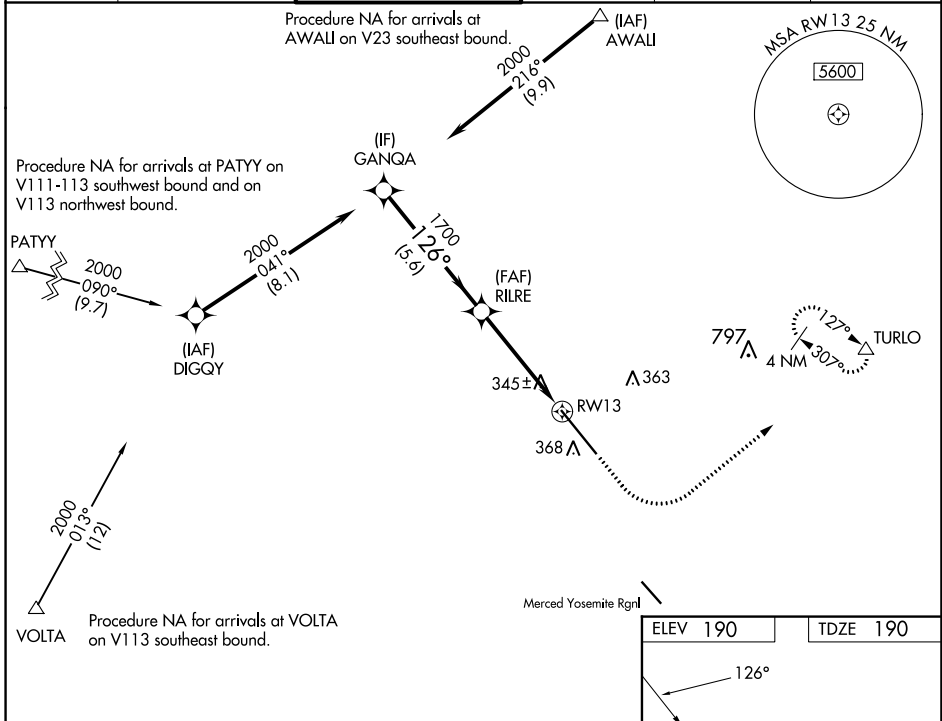 Procedure NA for arrivals at
AWALI on V23 southeast bound.
(IAF)
AWALI
2000
216°
(9.9)
MSA RW13 25 NM
5600
(IF)
GANQA
Procedure NA for arrivals at PATYY on
V111-113 southwest bound and on
V113 northwest bound.
PATYY
2000
090°
(9.7)
2000
041°
(8.1)
1700
126°
(5.6)
(FAF)
RILRE
(IAF)
DIGQY
797
4 NM
127°
307°
TURLO
345±
363
RW13
368
2000
013°
(12)
VOLTA
Procedure NA for arrivals at VOLTA
on V113 southeast bound.
Merced Yosemite Rgnl
ELEV 190
TDZE 190
126°